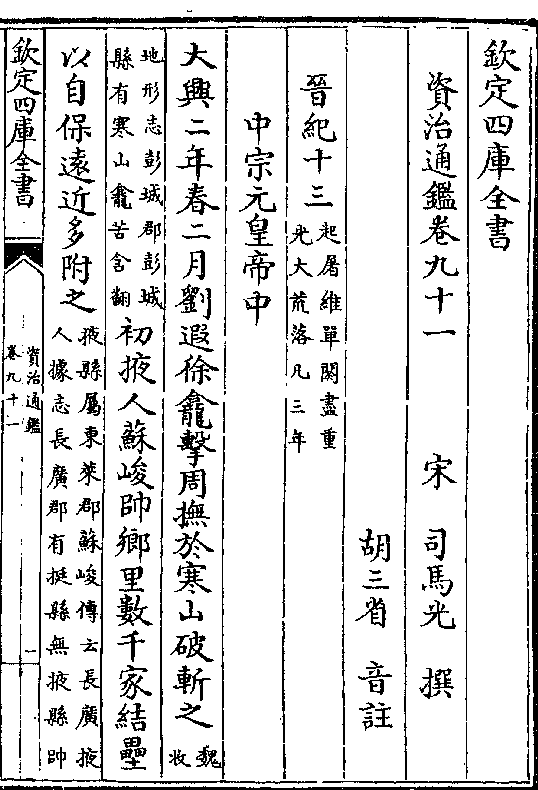 欽定四庫全書
資治通鑑卷九十一
宋 司馬光 撰
胡三省 音註
晉紀十三
起屠維單閼盡重
光大荒落凡三年
中宗元皇帝中
大興二年春二月劉遐徐龕擊周撫於寒山破斬之
魏收
地形志彭城郡彭城
縣有寒山龕苦含翻
初掖人蘇峻帥鄉里數千家結壘
以自保遠近多附之
掖縣屬東萊郡蘇峻傳云長廣掖
人據志長廣郡有挺縣無掖縣帥
欽定四庫全書
資治通鑑
卷九十一
一